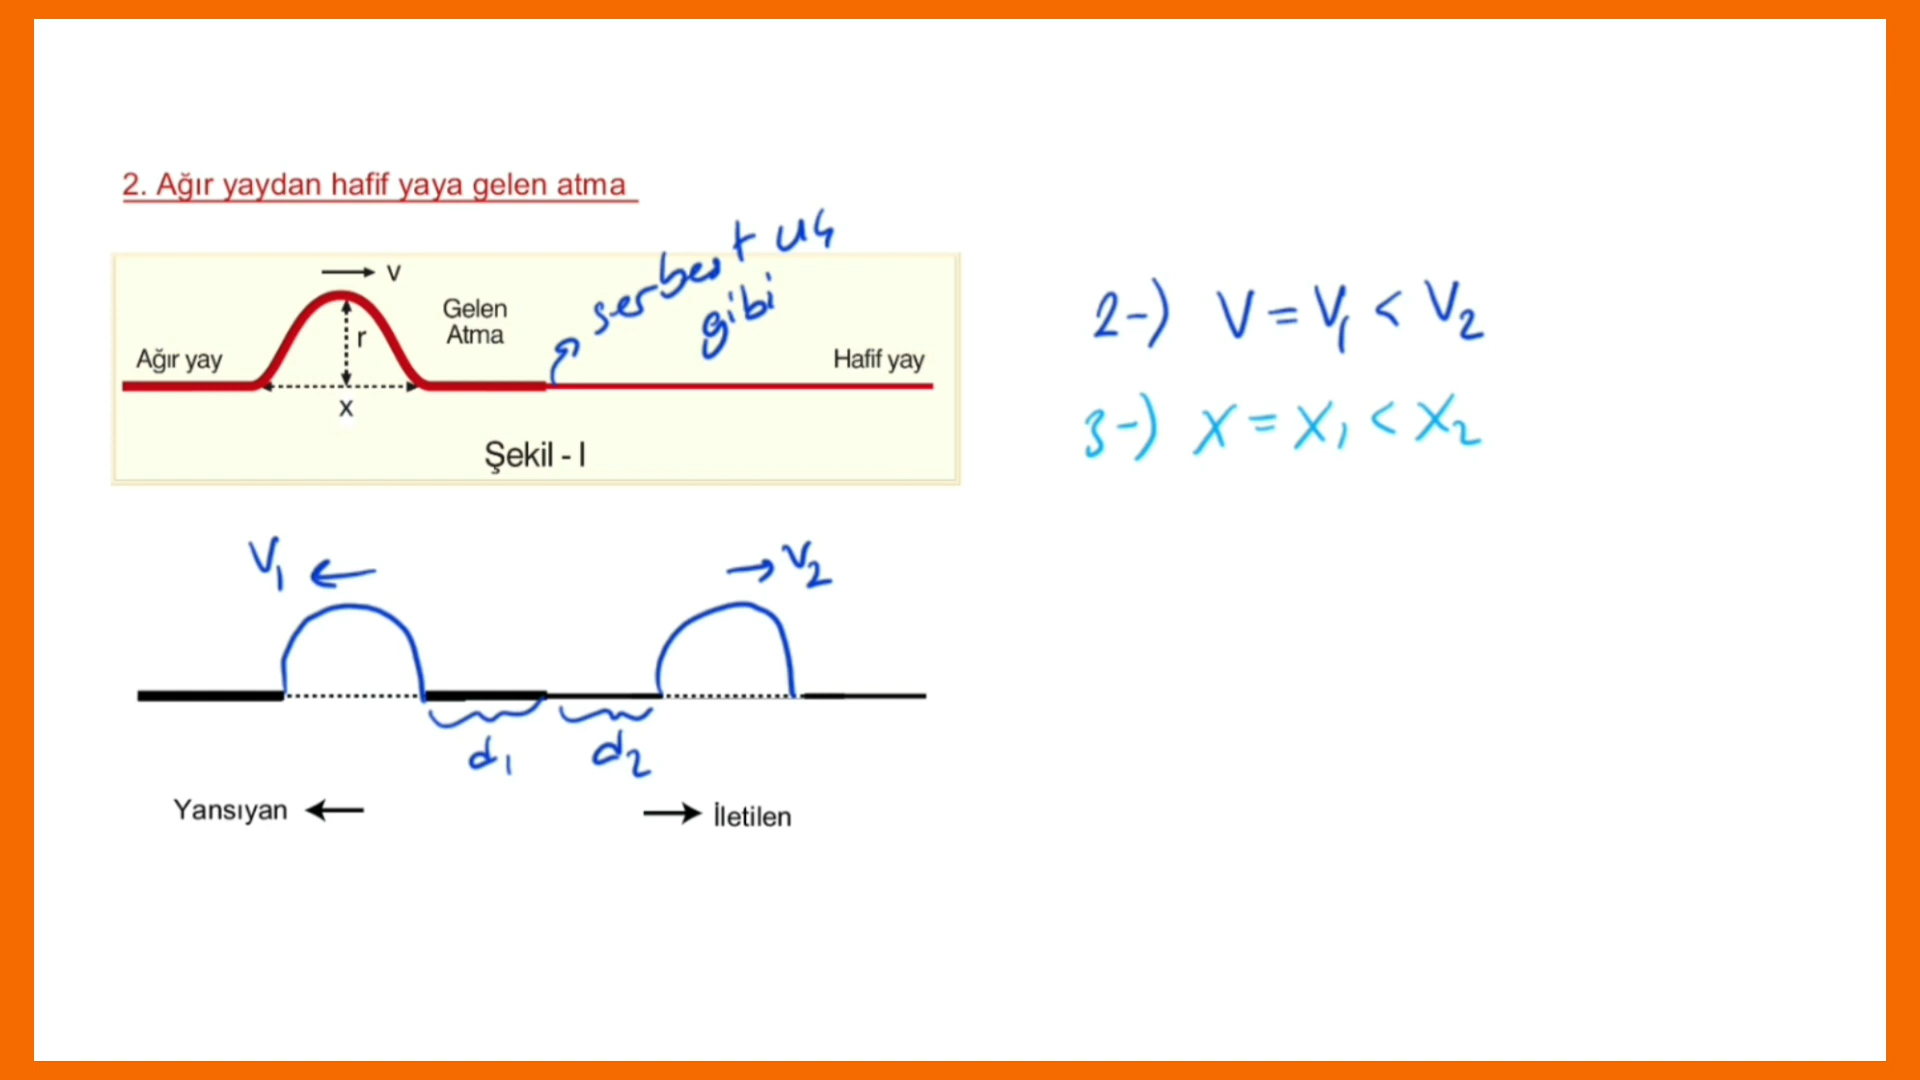 2. Ağır yaydan hafif yaya gelen atma
serbest uç
gibi
v
Gelen
Atma
r
Ağır yay
Hafif yay
x
Şekil - I
2-) V = V₁ < V₂
3-) X = X₁ < X₂
V₁
V₂
d₁
d₂
Yansıyan
İletilen